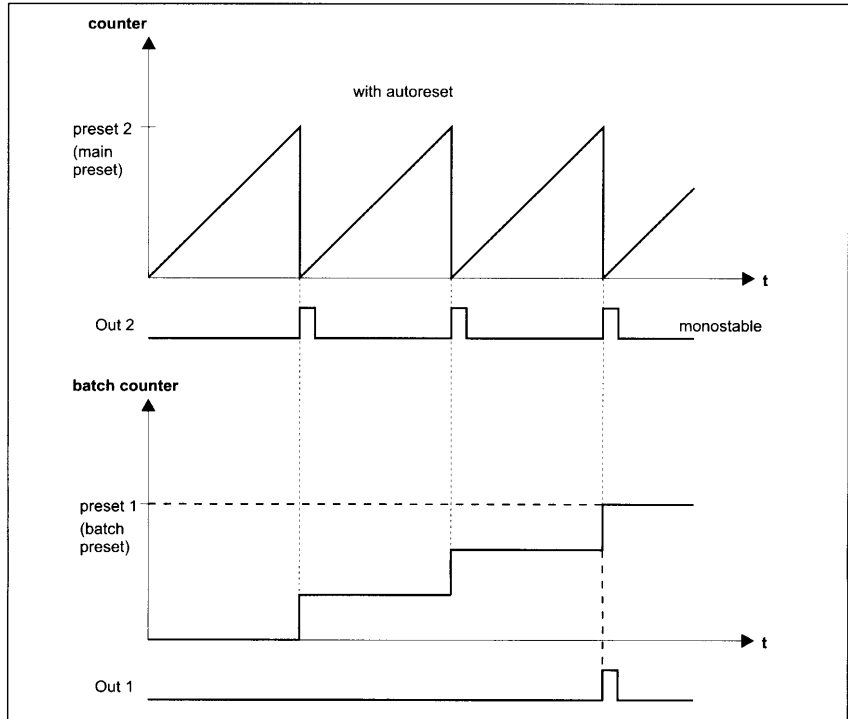 counter
with autoreset
preset 2
(main
preset)
t
Out 2
monostable
batch counter
preset 1
(batch
preset)
t
Out 1